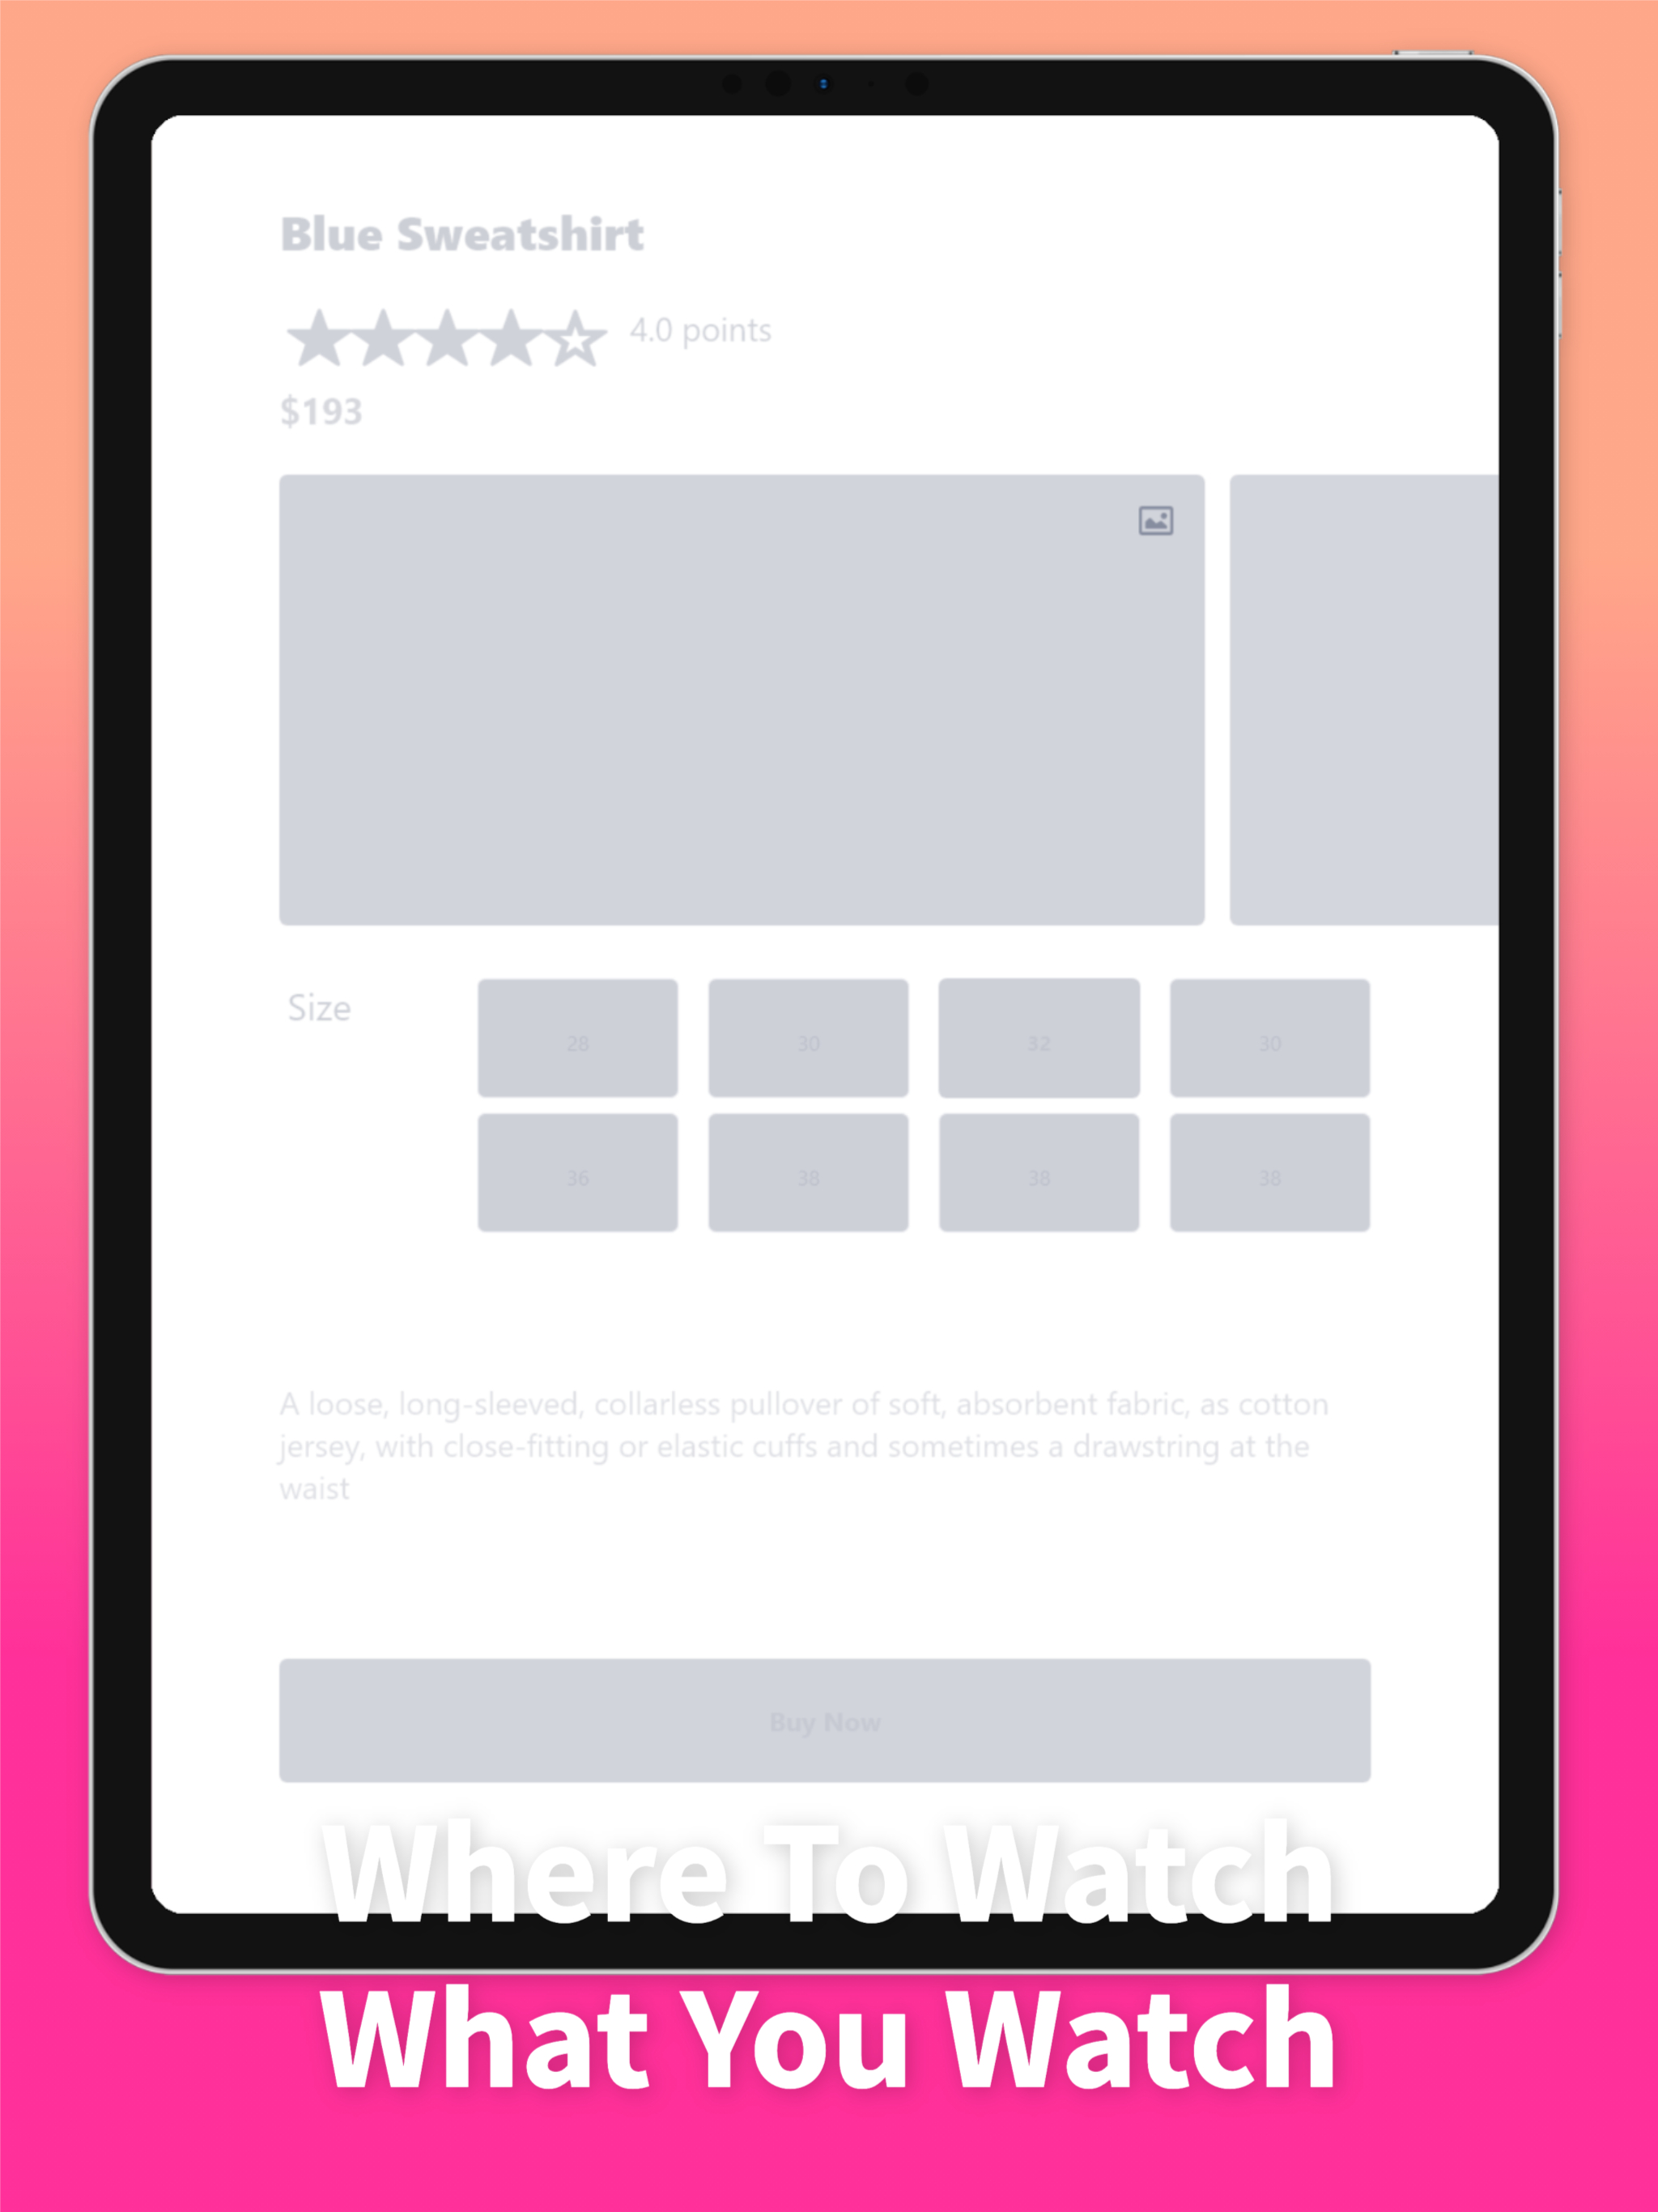 Blue Sweatshirt
4.0 points
$193
Size
28 30 32 30
36 38 38 38
A loose, long-sleeved, collarless pullover of soft, absorbent fabric, as cotton
jersey, with close-fitting or elastic cuffs and sometimes a drawstring at the
waist
Buy Now
Where To Watch
What You Watch